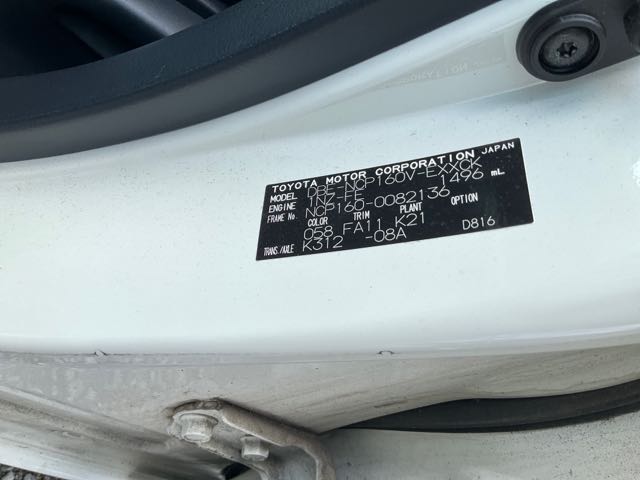 TOYOTA MOTOR CORPORATION JAPAN
MODEL DBE-NCP160V-EXXCK
ENGINE 1NZ-FE 1496 mL
FRAME No. NCP160-0082136
COLOR TRIM PLANT OPTION
058 FA11 K21
TRANS./AXLE K312 -08A D816